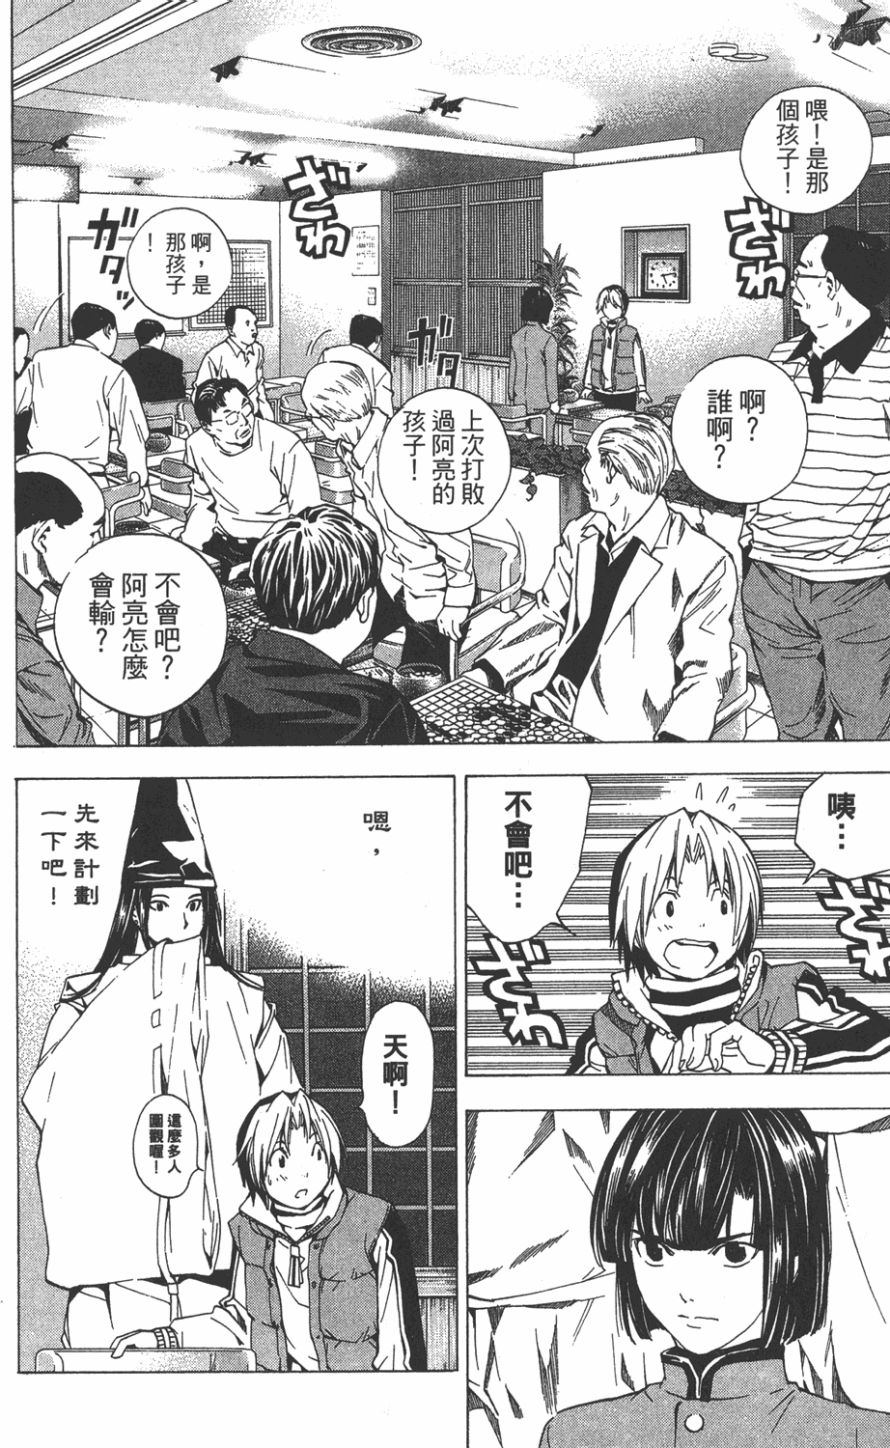 喂！是那
個孩子！
ざわ
啊？
誰啊？
ざわ
上次打敗
過阿亮的
孩子！
ガタ
啊，是
那孩子
！
ガタッ
不會吧？
阿亮怎麼
會輸？
咦…
ざわ
不會吧…
ざわ
嗯，
先來計劃
一下吧！
天啊！
這麼多人
圍觀喔！